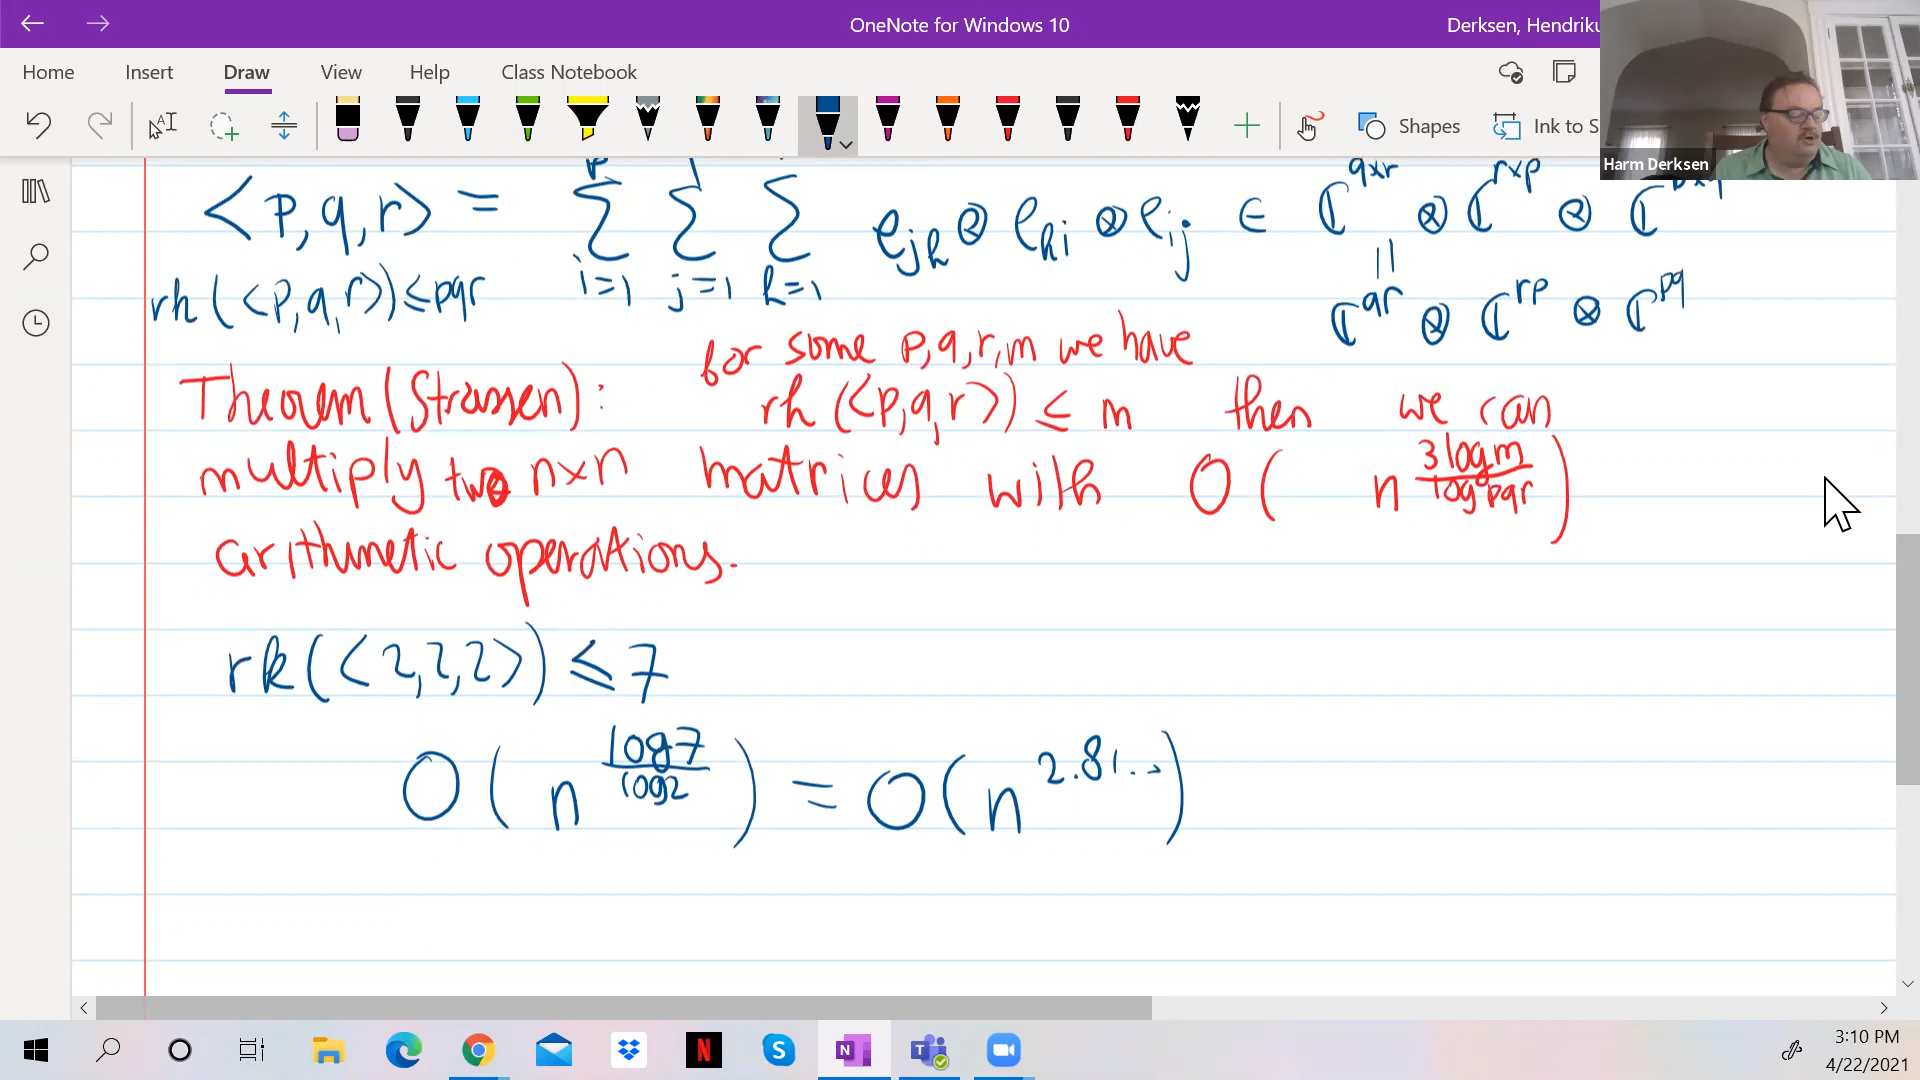 OneNote for Windows 10
Derksen, Hendriku
Home Insert Draw View Help Class Notebook
Shapes Ink to S
Harm Derksen
<p,q,r> = Σ Σ Σ e_jk ⊗ e_ki ⊗ e_ij ∈ ℂ^{q×r} ⊗ ℂ^{r×p} ⊗ ℂ
i=1 j=1 k=1
rk(<p,q,r>) ≤ pqr
ℂ^{qr} ⊗ ℂ^{rp} ⊗ ℂ^{pq}
for some p,q,r,m we have
Theorem (Strassen): rk(<p,q,r>) ≤ m then we can
multiply two n×n matrices with O( n^{3 log m / log pqr} )
arithmetic operations.
rk(<2,2,2>) ≤ 7
O( n^{log 7 / log 2} ) = O( n^{2.81..} )
3:10 PM
4/22/2021